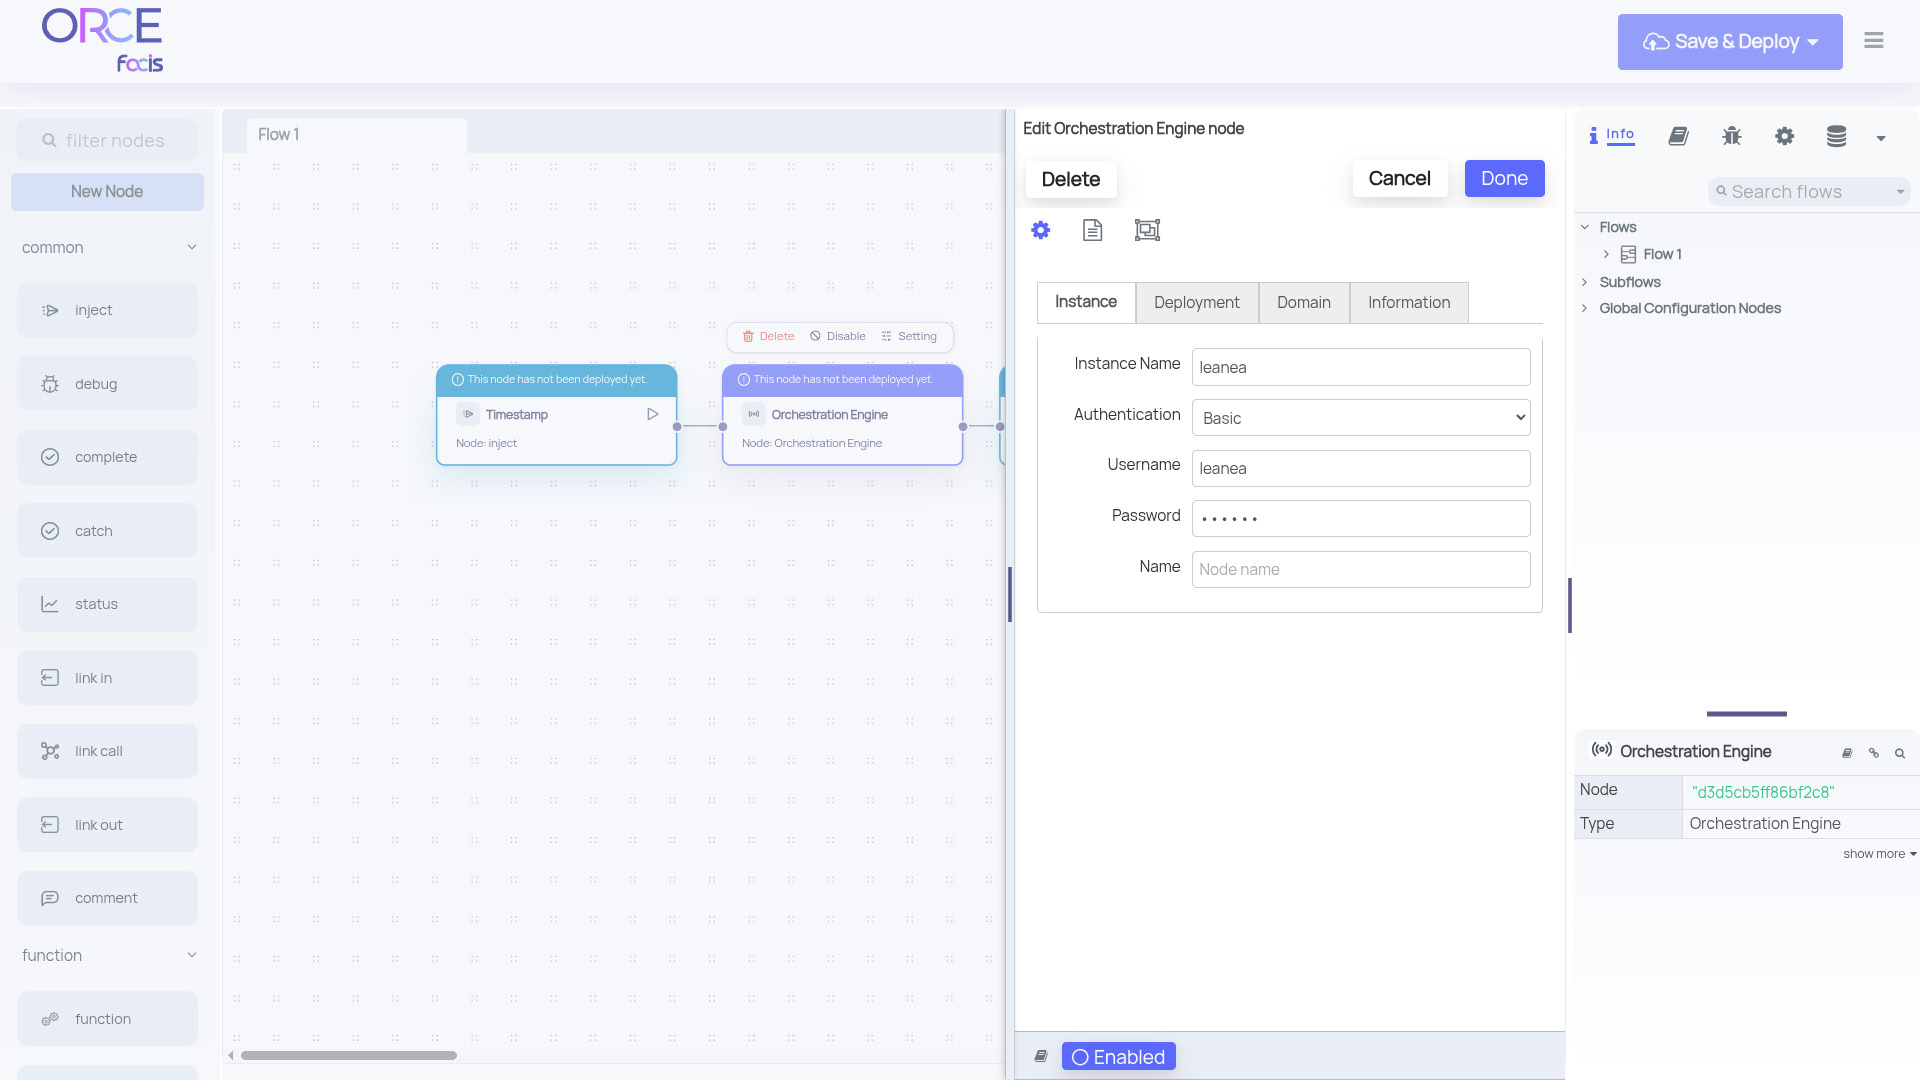 ORCE
facis
Save & Deploy
filter nodes
New Node
common
inject
debug
complete
catch
status
link in
link call
link out
comment
function
function
Flow 1
Delete Disable Setting
This node has not been deployed yet.
Timestamp
Node: inject
This node has not been deployed yet.
Orchestration Engine
Node: Orchestration Engine
Edit Orchestration Engine node
Delete
Cancel
Done
Instance
Deployment
Domain
Information
Instance Name
leanea
Authentication
Basic
Username
leanea
Password
••••••
Name
Node name
Enabled
Info
Search flows
Flows
Flow 1
Subflows
Global Configuration Nodes
Orchestration Engine
Node "d3d5cb5ff86bf2c8"
Type Orchestration Engine
show more